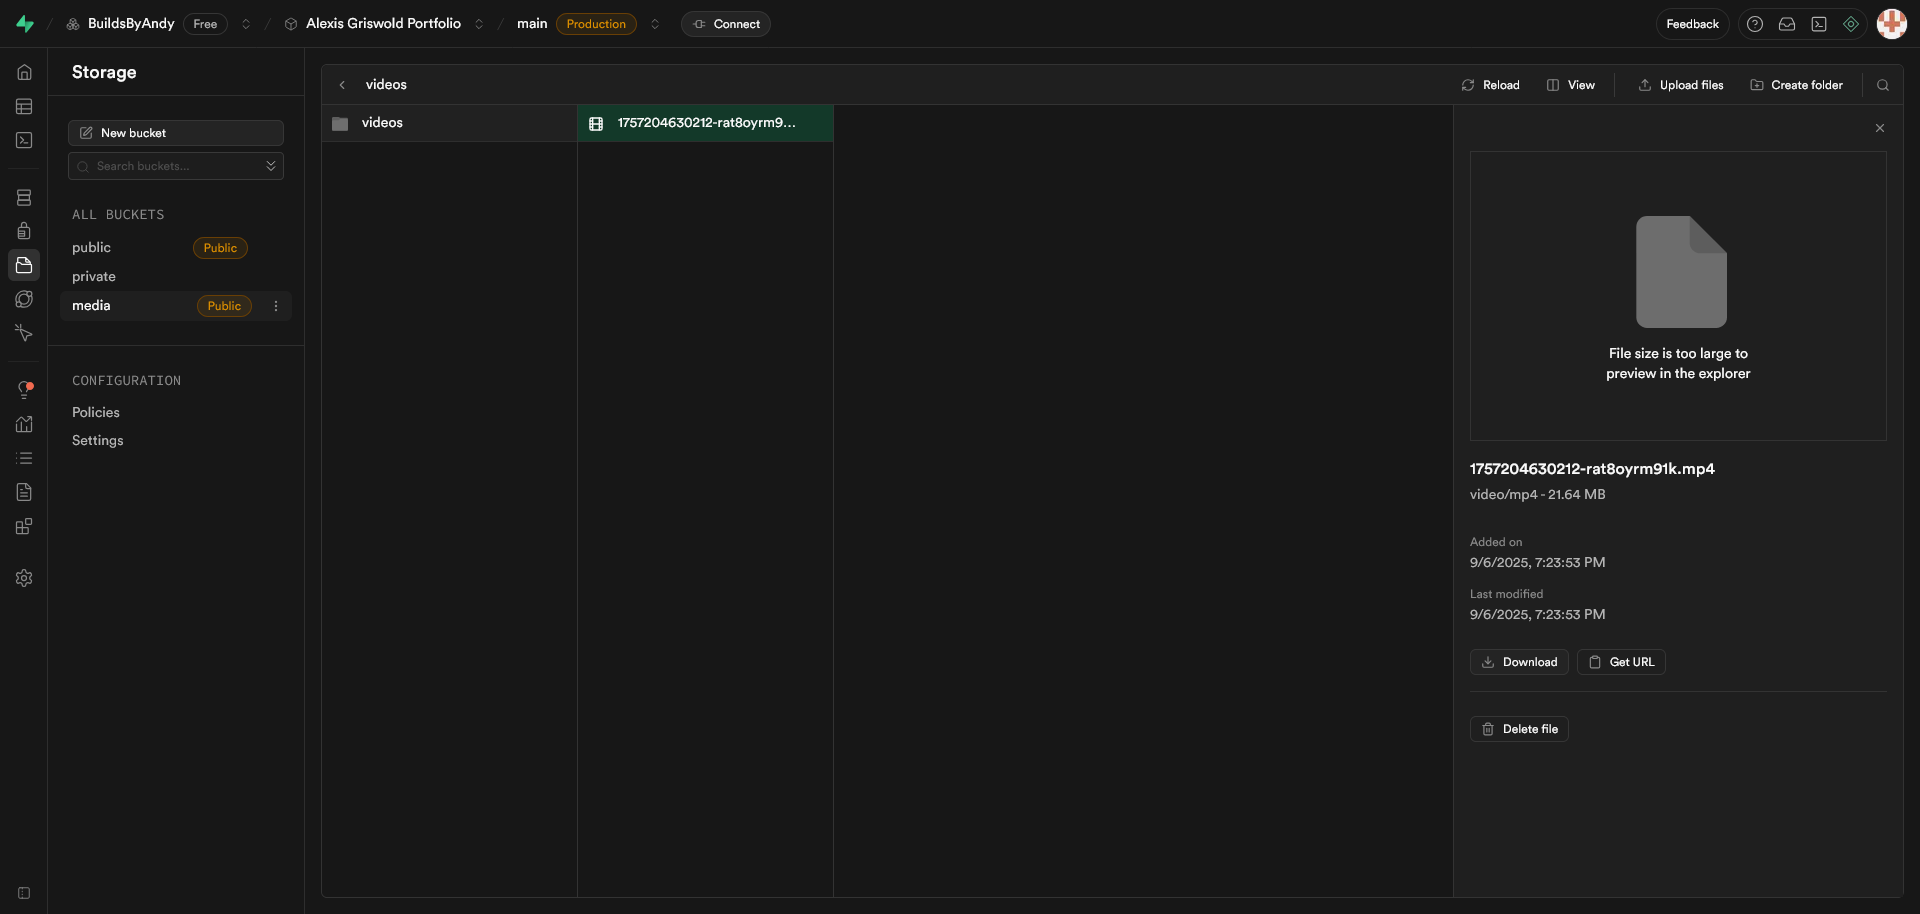 BuildsByAndy Free Alexis Griswold Portfolio main Production Connect Feedback
Storage
New bucket
Search buckets...
ALL BUCKETS
public Public
private
media Public
CONFIGURATION
Policies
Settings
videos
Reload View Upload files Create folder
videos
1757204630212-rat8oyrm9...
File size is too large to
preview in the explorer
1757204630212-rat8oyrm91k.mp4
video/mp4 - 21.64 MB
Added on
9/6/2025, 7:23:53 PM
Last modified
9/6/2025, 7:23:53 PM
Download Get URL
Delete file